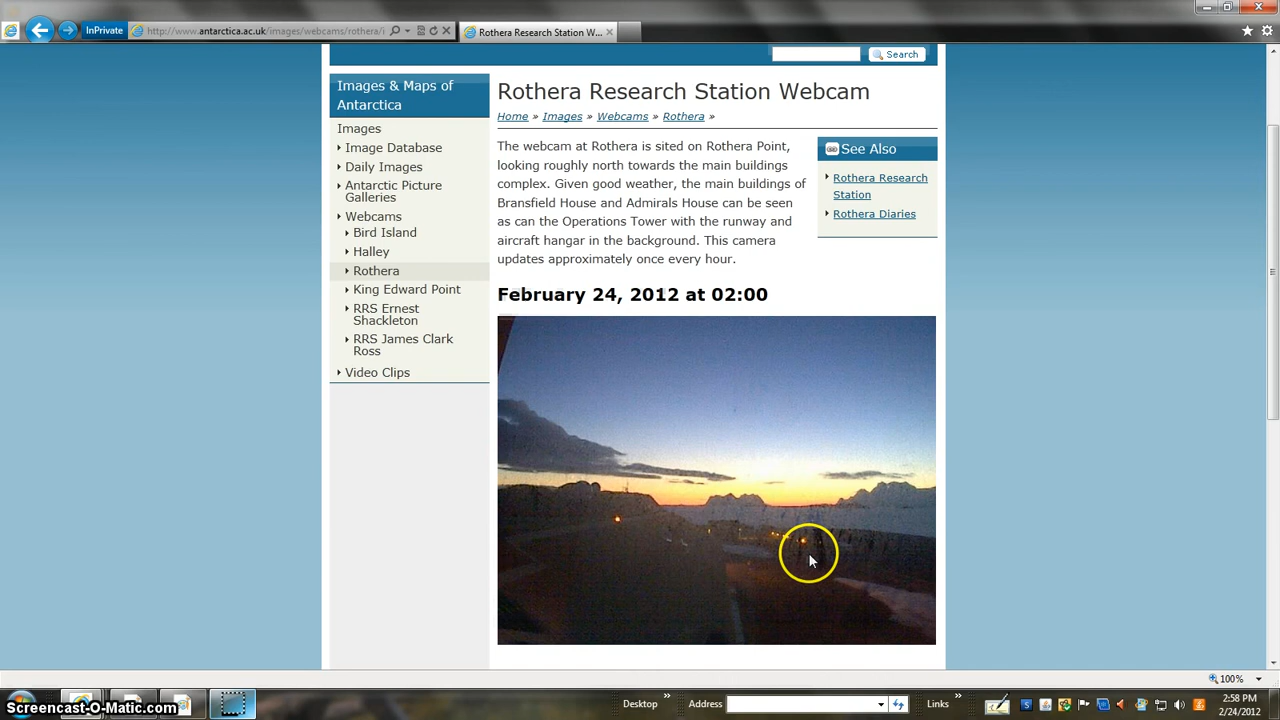 InPrivate
http://www.antarctica.ac.uk/images/webcams/rothera/i
Rothera Research Station W...
Search
Images & Maps of
Antarctica
Images
Image Database
Daily Images
Antarctic Picture
Galleries
Webcams
Bird Island
Halley
Rothera
King Edward Point
RRS Ernest
Shackleton
RRS James Clark
Ross
Video Clips
Rothera Research Station Webcam
Home » Images » Webcams » Rothera »
The webcam at Rothera is sited on Rothera Point,
looking roughly north towards the main buildings
complex. Given good weather, the main buildings of
Bransfield House and Admirals House can be seen
as can the Operations Tower with the runway and
aircraft hangar in the background. This camera
updates approximately once every hour.
See Also
Rothera Research
Station
Rothera Diaries
February 24, 2012 at 02:00
100%
Screencast-O-Matic.com
Desktop
»
Address
Links
»
2:58 PM
2/24/2012